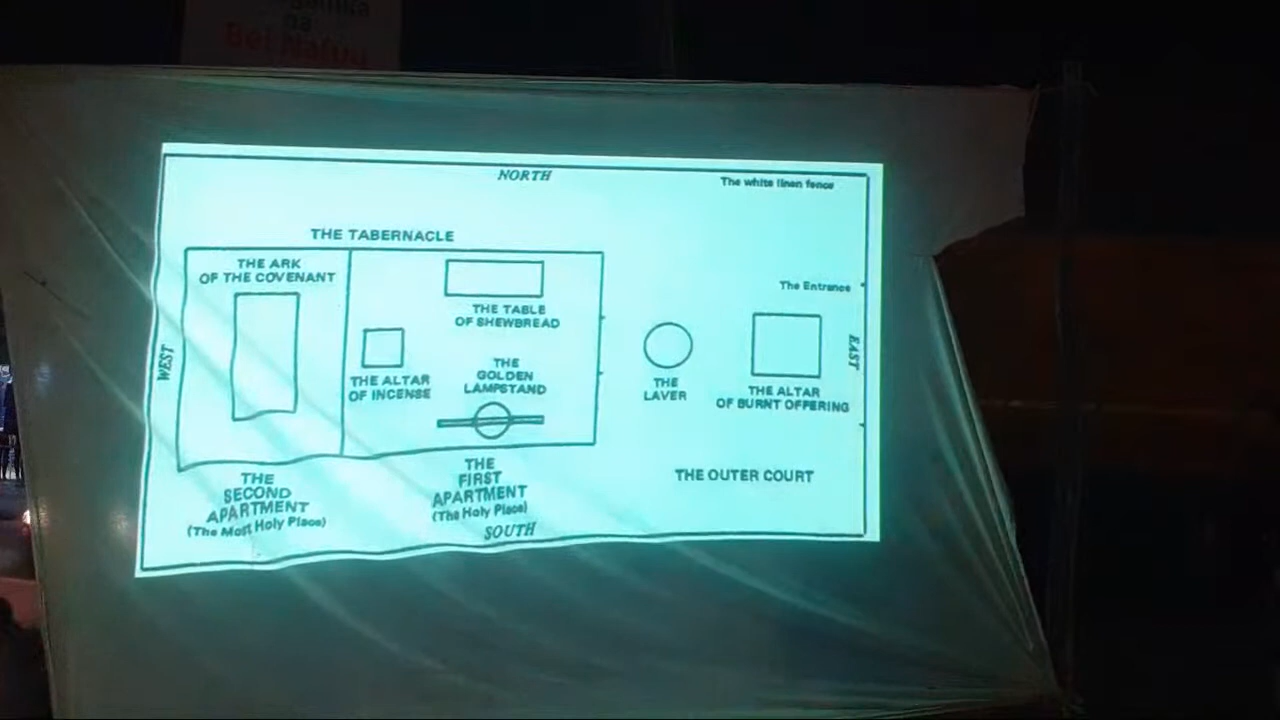 na
NORTH
The white linen fence
THE TABERNACLE
THE ARK
OF THE COVENANT
THE TABLE
OF SHEWBREAD
The Entrance
WEST
EAST
THE ALTAR
OF INCENSE
THE
GOLDEN
LAMPSTAND
THE
LAVER
THE ALTAR
OF BURNT OFFERING
THE
SECOND
APARTMENT
(The Most Holy Place)
THE
FIRST
APARTMENT
(The Holy Place)
SOUTH
THE OUTER COURT